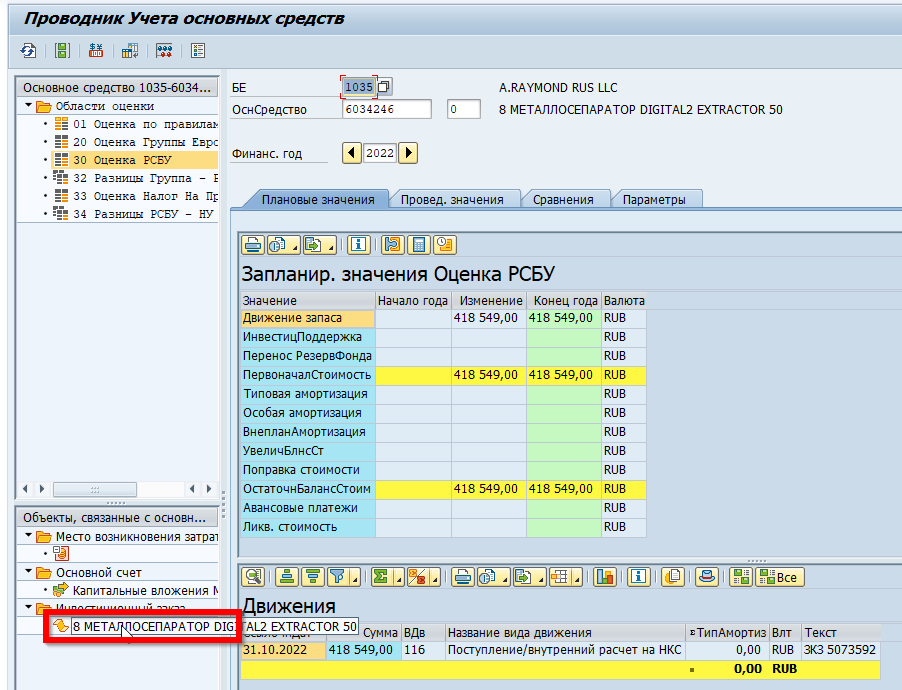 Проводник Учета основных средств
Основное средство 1035-6034...
Области оценки
01 Оценка по правилам
20 Оценка Группы Евро
30 Оценка РСБУ
32 Разницы Группа -
33 Оценка Налог На Пр
34 Разницы РСБУ - НУ
БЕ 1035 A.RAYMOND RUS LLC
ОснСредство 6034246 0 8 МЕТАЛЛОСЕПАРАТОР DIGITAL2 EXTRACTOR 50
Финанс. год 2022
Плановые значения Провед. значения Сравнения Параметры
Запланир. значения Оценка РСБУ
Значение Начало года Изменение Конец года Валюта
Движение запаса 418 549,00 418 549,00 RUB
ИнвестицПоддержка RUB
Перенос РезервФонда RUB
ПервоначалСтоимость 418 549,00 418 549,00 RUB
Типовая амортизация RUB
Особая амортизация RUB
ВнепланАмортизация RUB
УвеличБлнсСт RUB
Поправка стоимости RUB
ОстаточнБалансСтоим 418 549,00 418 549,00 RUB
Авансовые платежи RUB
Ликв. стоимость RUB
Объекты, связанные с основн...
Место возникновения затрат
Основной счет
Капитальные вложения
Инвестиционный заказ
8 МЕТАЛЛОСЕПАРАТОР DIGITAL2 EXTRACTOR 50
Все
Движения
Сумма ВДв Название вида движения ΣТипАмортиз Влт Текст
31.10.2022 418 549,00 116 Поступление/внутренний расчет на НКС 0,00 RUB ЗКЗ 5073592
0,00 RUB